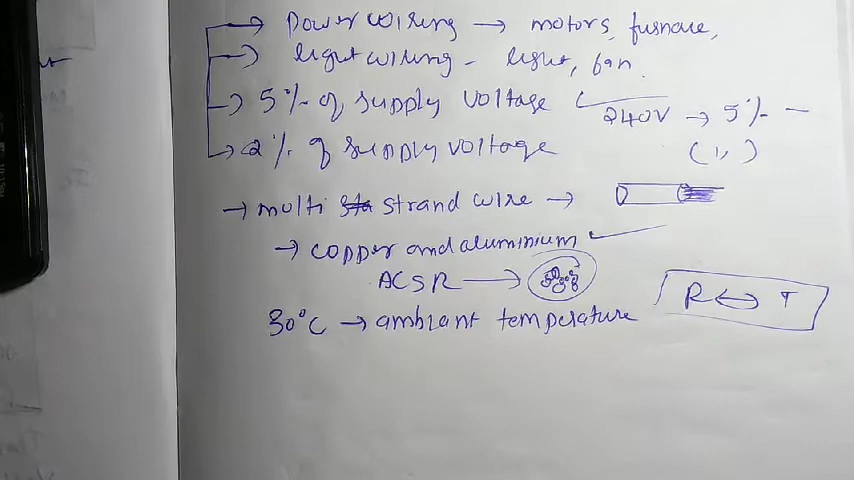 → Power wiring → motors, furnace,
→ light wiring - light, fan.
→ 5% of supply voltage
240V → 5% —
→ 2% of supply voltage
→ multi strand wire →
→ copper and aluminium
ACSR →
30°C → ambiant temperature
R ↔ T